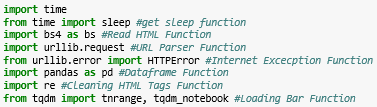 import time
from time import sleep #get sleep function
import bs4 as bs #Read HTML Function
import urllib.request #URL Parser Function
from urllib.error import HTTPError #Internet Excecption Function
import pandas as pd #Dataframe Function
import re #Cleaning HTML Tags Function
from tqdm import tnrange, tqdm_notebook #Loading Bar Function